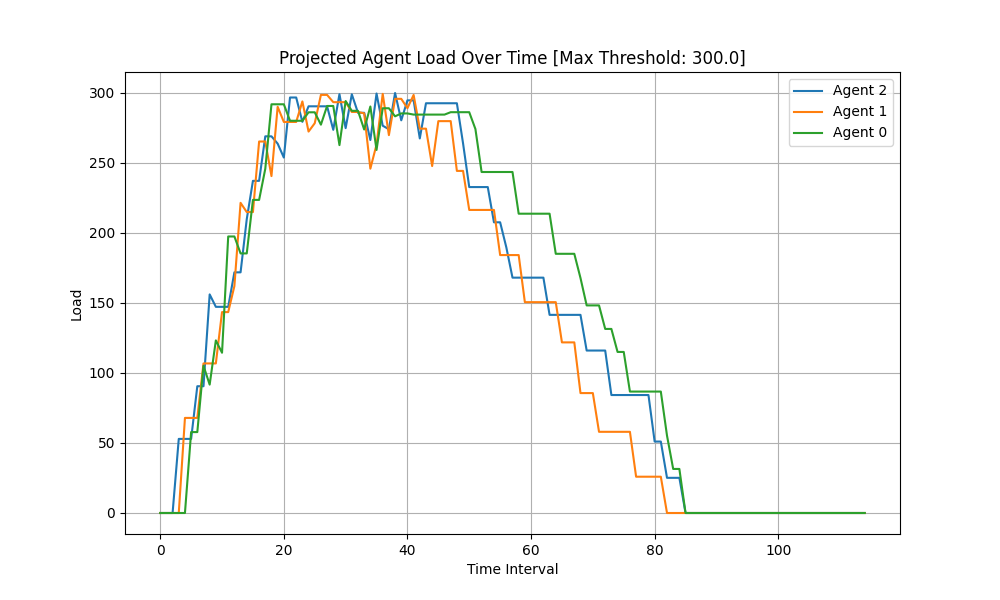 Projected Agent Load Over Time [Max Threshold: 300.0]
Agent 2
Agent 1
Agent 0
300
250
200
150
100
50
0
Load
0 20 40 60 80 100
Time Interval